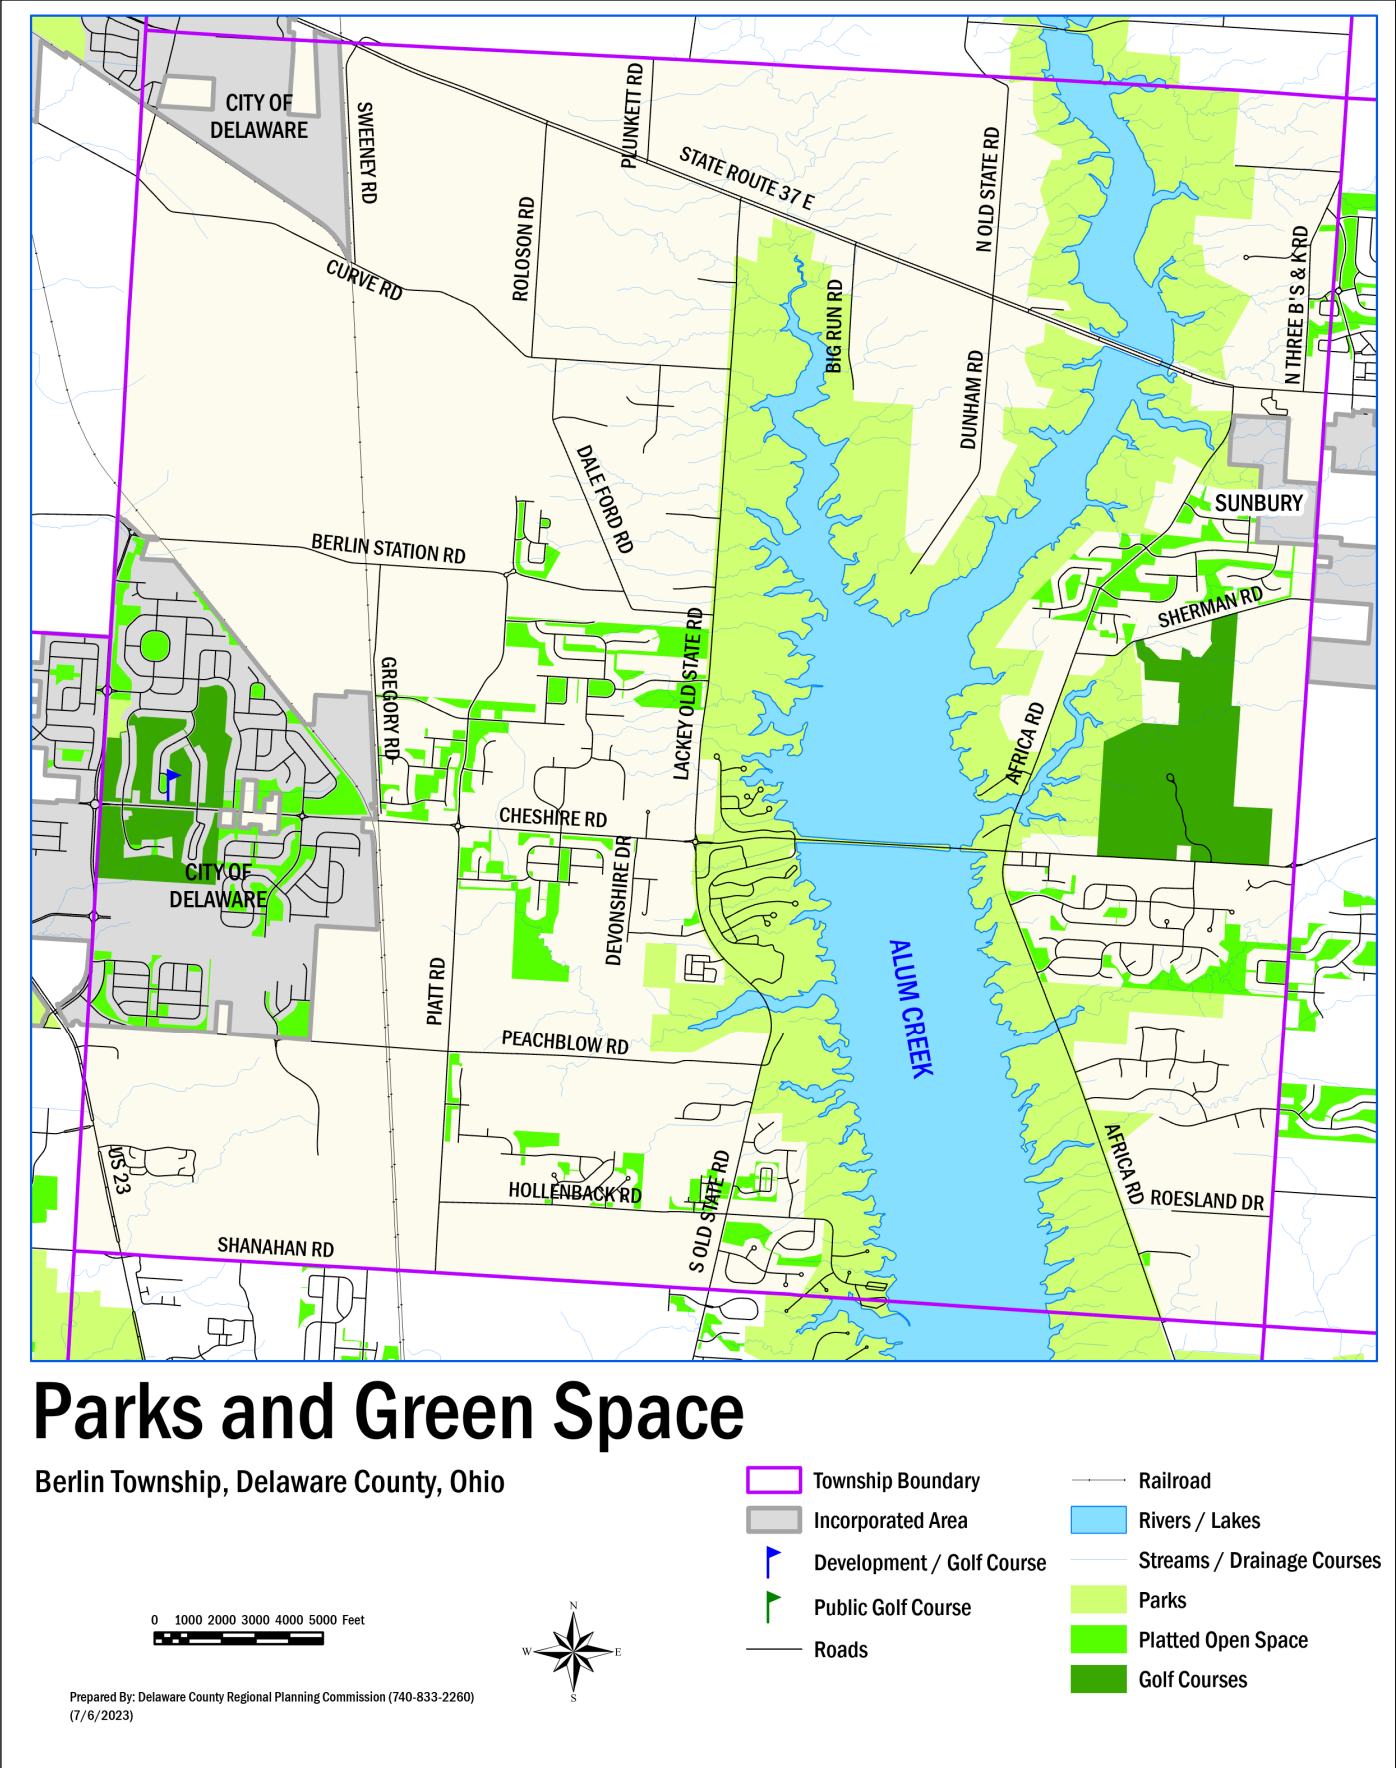 CITY OF
DELAWARE
SWEENEY RD
PLUNKETT RD
STATE ROUTE 37 E
N OLD STATE RD
ROLOSON RD
CURVE RD
BIG RUN RD
N THREE B'S & K RD
DUNHAM RD
DALE FORD RD
SUNBURY
BERLIN STATION RD
SHERMAN RD
LACKEY OLD STATE RD
GREGORY RD
AFRICA RD
CHESHIRE RD
DEVONSHIRE DR
CITY OF
DELAWARE
PIATT RD
ALUM CREEK
PEACHBLOW RD
US 23
AFRICA RD
HOLLENBACK RD
ROESLAND DR
S OLD STATE RD
SHANAHAN RD
Parks and Green Space
Berlin Township, Delaware County, Ohio
Township Boundary
Incorporated Area
Development / Golf Course
Public Golf Course
Roads
Railroad
Rivers / Lakes
Streams / Drainage Courses
Parks
Platted Open Space
Golf Courses
0 1000 2000 3000 4000 5000 Feet
N
W E
S
Prepared By: Delaware County Regional Planning Commission (740-833-2260)
(7/6/2023)